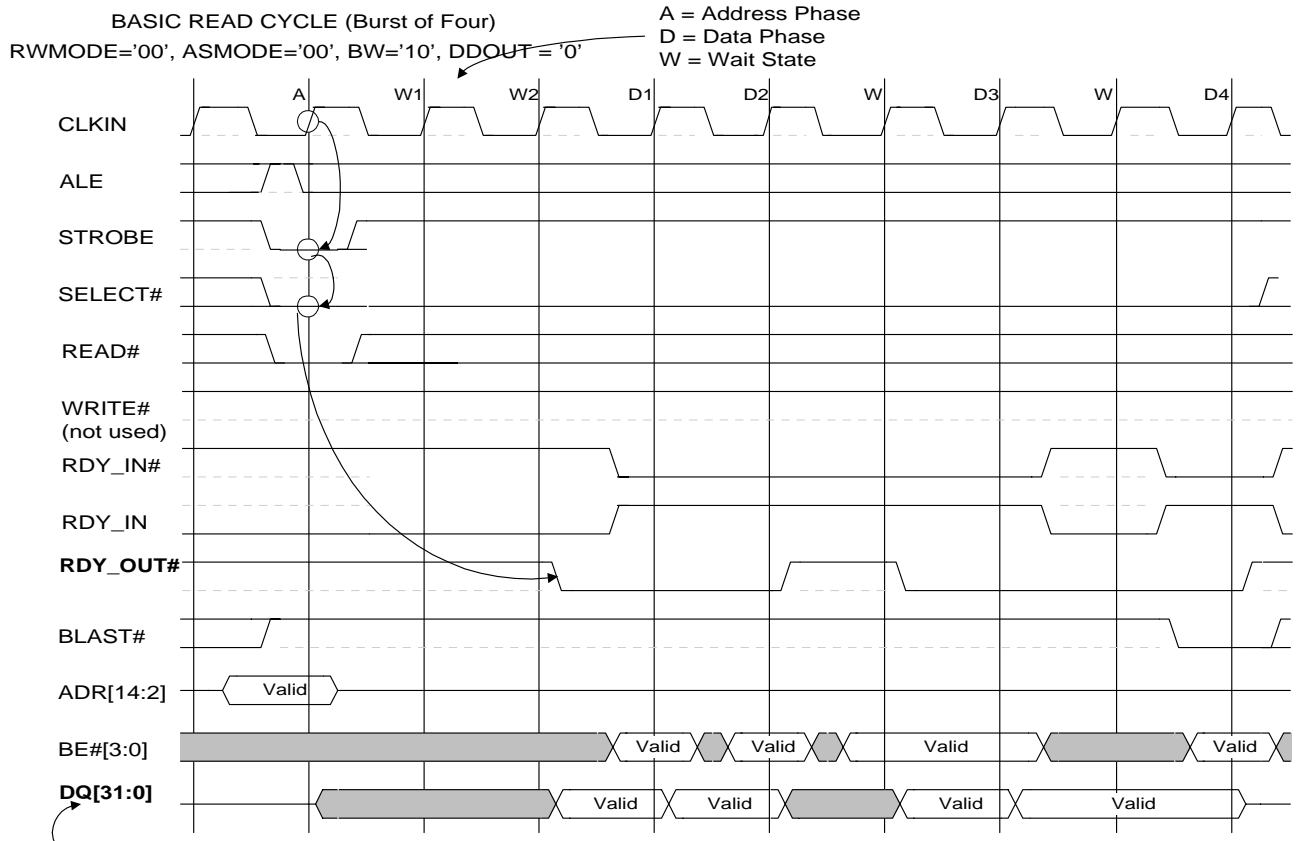 BASIC READ CYCLE (Burst of Four)
RWMODE='00', ASMODE='00', BW='10', DDOUT = '0'
A = Address Phase
D = Data Phase
W = Wait State
A W1 W2 D1 D2 W D3 W D4
CLKIN
ALE
STROBE
SELECT#
READ#
WRITE#
(not used)
RDY_IN#
RDY_IN
RDY_OUT#
BLAST#
ADR[14:2] Valid
BE#[3:0] Valid Valid Valid Valid
DQ[31:0] Valid Valid Valid Valid